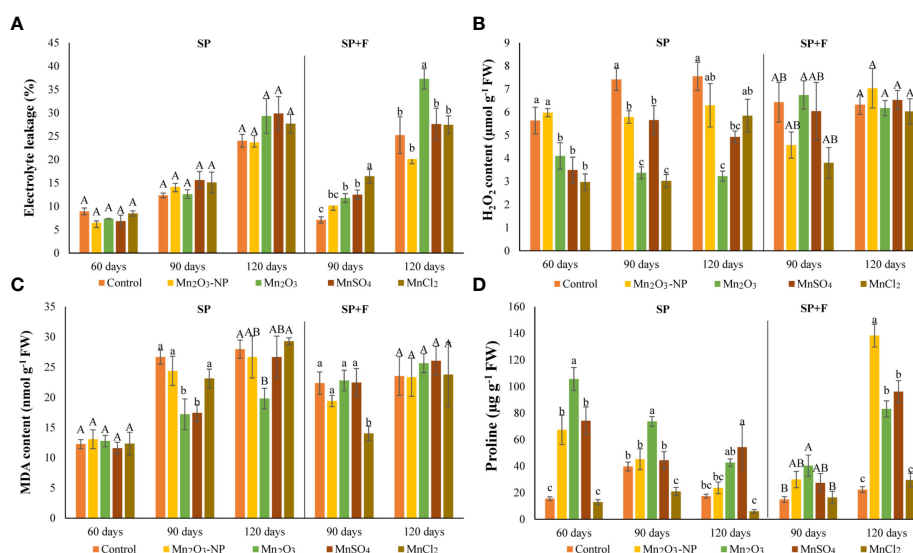 A
SP
SP+F
Electrolyte leakage (%)
45
40
35
30
25
20
15
10
5
0
A A A A A
A A A A A
A A A A A
c bc b b a
b b a b b
60 days 90 days 120 days 90 days 120 days
Control Mn₂O₃-NP Mn₂O₃ MnSO₄ MnCl₂
B
SP
SP+F
H₂O₂ content (µmol g⁻¹ FW)
9
8
7
6
5
4
3
2
1
0
a a b b b
a b c b c
a ab c bc ab
AB AB A AB AB
A A A A A
60 days 90 days 120 days 90 days 120 days
Control Mn₂O₃-NP Mn₂O₃ MnSO₄ MnCl₂
C
SP
SP+F
MDA content (nmol g⁻¹ FW)
35
30
25
20
15
10
5
0
A A A A A
a a b b a
A AB B AB A
a a a a b
A A A A A
60 days 90 days 120 days 90 days 120 days
Control Mn₂O₃-NP Mn₂O₃ MnSO₄ MnCl₂
D
SP
SP+F
Proline (µg g⁻¹ FW)
160
140
120
100
80
60
40
20
0
c b a b c
b b a b c
bc bc ab a c
B AB A AB B
c a b b c
60 days 90 days 120 days 90 days 120 days
Control Mn₂O₃-NP Mn₂O₃ MnSO₄ MnCl₂